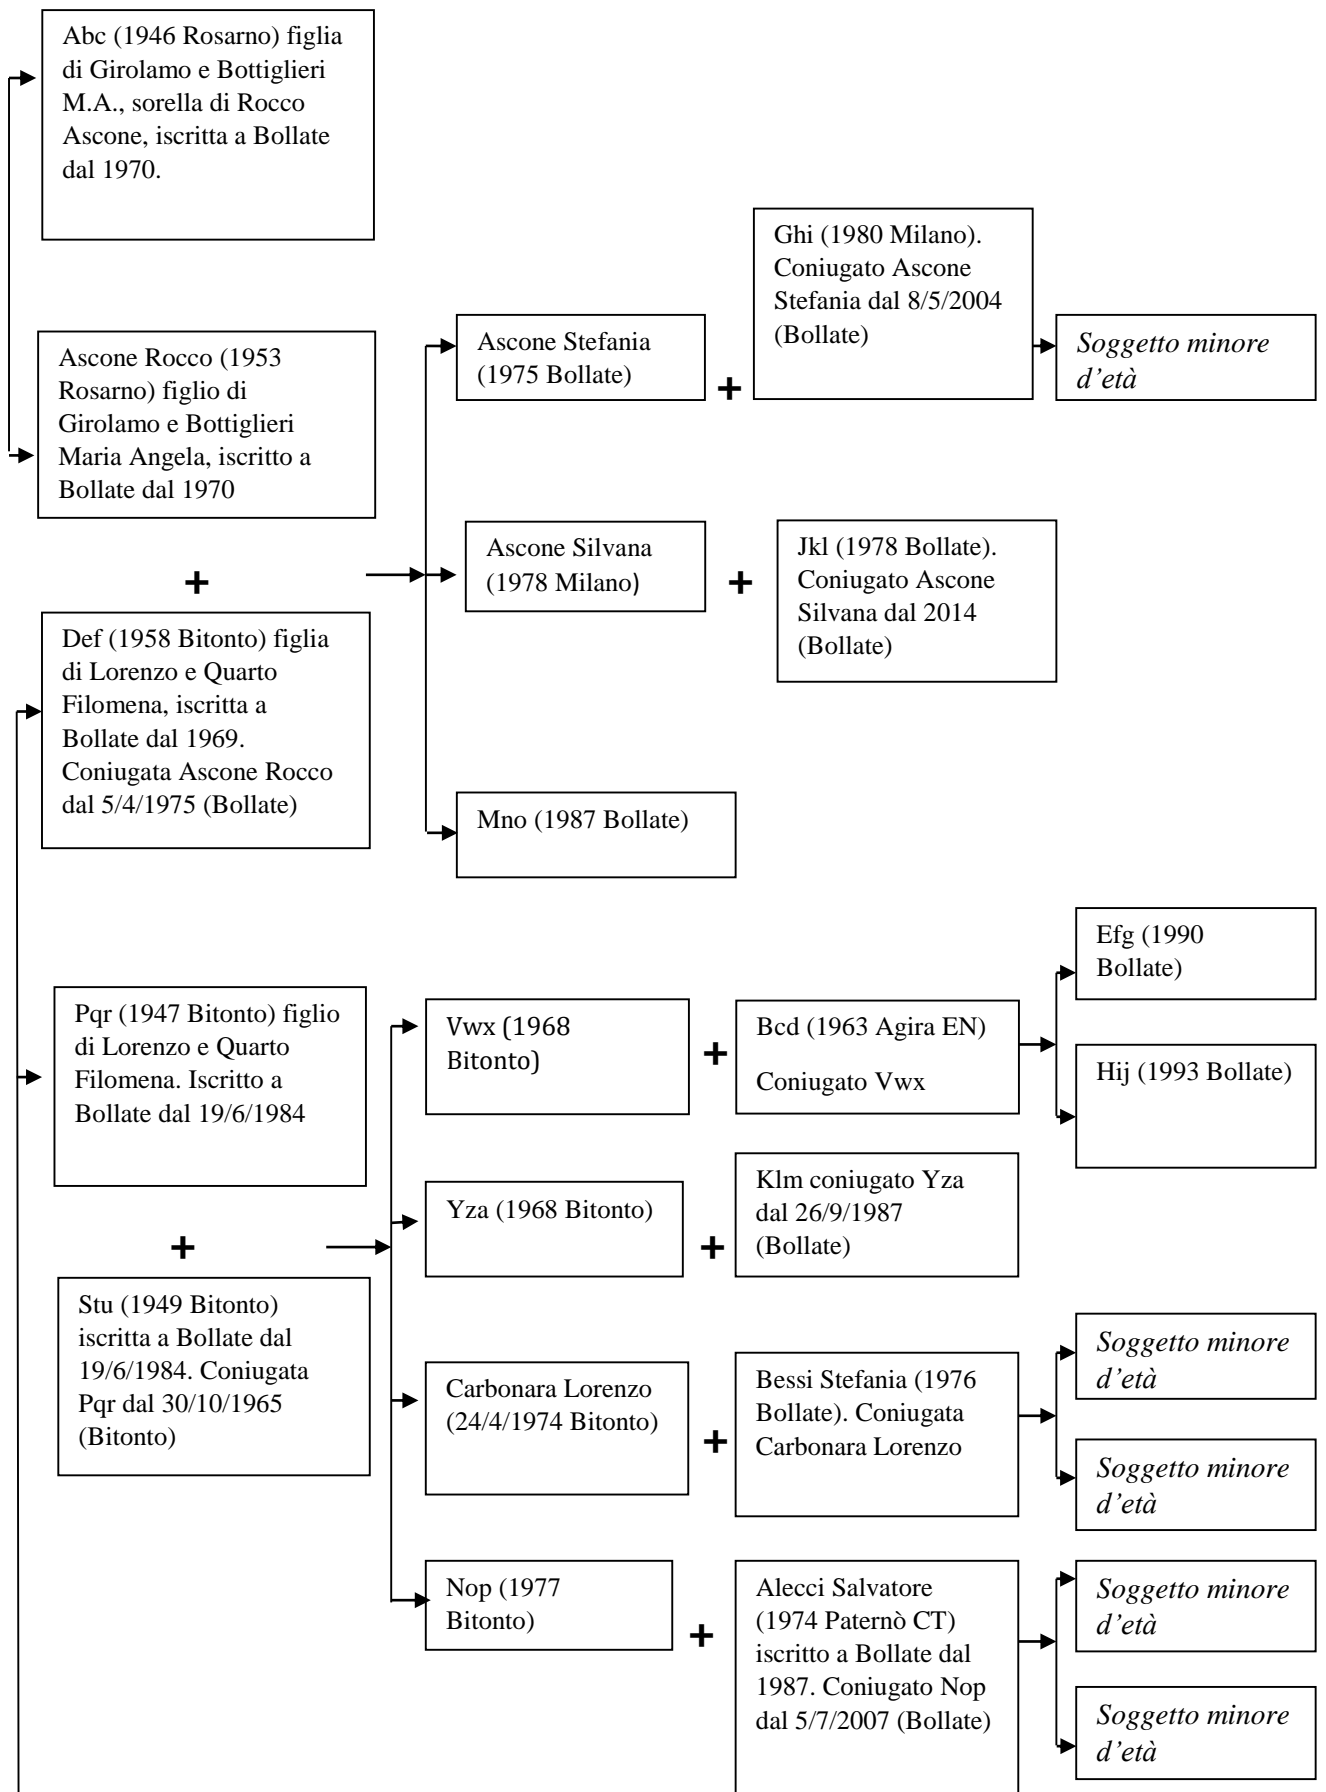 Abc (1946 Rosarno) figlia
di Girolamo e Bottiglieri
M.A., sorella di Rocco
Ascone, iscritta a Bollate
dal 1970.
Ascone Rocco (1953
Rosarno) figlio di
Girolamo e Bottiglieri
Maria Angela, iscritto a
Bollate dal 1970
+
Def (1958 Bitonto) figlia
di Lorenzo e Quarto
Filomena, iscritta a
Bollate dal 1969.
Coniugata Ascone Rocco
dal 5/4/1975 (Bollate)
Ascone Stefania
(1975 Bollate)
+
Ghi (1980 Milano).
Coniugato Ascone
Stefania dal 8/5/2004
(Bollate)
Soggetto minore
d’età
Ascone Silvana
(1978 Milano)
+
Jkl (1978 Bollate).
Coniugato Ascone
Silvana dal 2014
(Bollate)
Mno (1987 Bollate)
Pqr (1947 Bitonto) figlio
di Lorenzo e Quarto
Filomena. Iscritto a
Bollate dal 19/6/1984
+
Stu (1949 Bitonto)
iscritta a Bollate dal
19/6/1984. Coniugata
Pqr dal 30/10/1965
(Bitonto)
Vwx (1968
Bitonto)
+
Bcd (1963 Agira EN)
Coniugato Vwx
Efg (1990
Bollate)
Hij (1993 Bollate)
Yza (1968 Bitonto)
+
Klm coniugato Yza
dal 26/9/1987
(Bollate)
Carbonara Lorenzo
(24/4/1974 Bitonto)
+
Bessi Stefania (1976
Bollate). Coniugata
Carbonara Lorenzo
Soggetto minore
d’età
Soggetto minore
d’età
Nop (1977
Bitonto)
+
Alecci Salvatore
(1974 Paternò CT)
iscritto a Bollate dal
1987. Coniugato Nop
dal 5/7/2007 (Bollate)
Soggetto minore
d’età
Soggetto minore
d’età